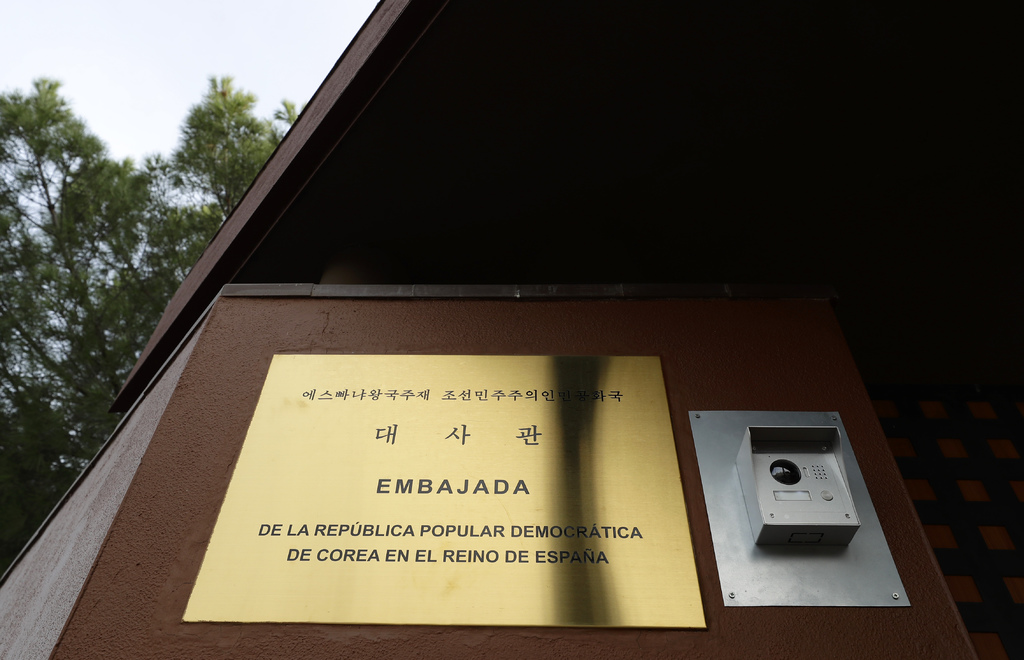 에스빠냐왕국주재 조선민주주의인민공화국
대 사 관
EMBAJADA
DE LA REPÚBLICA POPULAR DEMOCRÁTICA
DE COREA EN EL REINO DE ESPAÑA